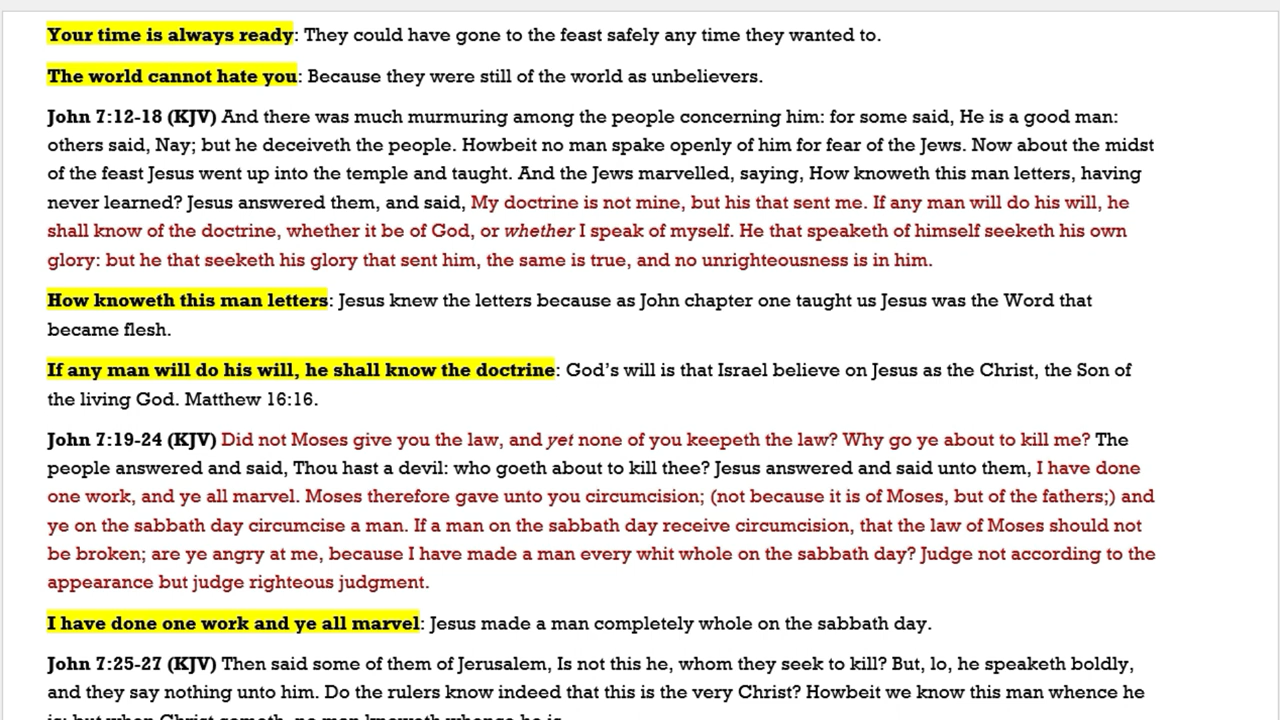 Your time is always ready: They could have gone to the feast safely any time they wanted to.
The world cannot hate you: Because they were still of the world as unbelievers.
John 7:12-18 (KJV) And there was much murmuring among the people concerning him: for some said, He is a good man:
others said, Nay; but he deceiveth the people. Howbeit no man spake openly of him for fear of the Jews. Now about the midst
of the feast Jesus went up into the temple and taught. And the Jews marvelled, saying, How knoweth this man letters, having
never learned? Jesus answered them, and said, My doctrine is not mine, but his that sent me. If any man will do his will, he
shall know of the doctrine, whether it be of God, or whether I speak of myself. He that speaketh of himself seeketh his own
glory: but he that seeketh his glory that sent him, the same is true, and no unrighteousness is in him.
How knoweth this man letters: Jesus knew the letters because as John chapter one taught us Jesus was the Word that
became flesh.
If any man will do his will, he shall know the doctrine: God’s will is that Israel believe on Jesus as the Christ, the Son of
the living God. Matthew 16:16.
John 7:19-24 (KJV) Did not Moses give you the law, and yet none of you keepeth the law? Why go ye about to kill me? The
people answered and said, Thou hast a devil: who goeth about to kill thee? Jesus answered and said unto them, I have done
one work, and ye all marvel. Moses therefore gave unto you circumcision; (not because it is of Moses, but of the fathers;) and
ye on the sabbath day circumcise a man. If a man on the sabbath day receive circumcision, that the law of Moses should not
be broken; are ye angry at me, because I have made a man every whit whole on the sabbath day? Judge not according to the
appearance but judge righteous judgment.
I have done one work and ye all marvel: Jesus made a man completely whole on the sabbath day.
John 7:25-27 (KJV) Then said some of them of Jerusalem, Is not this he, whom they seek to kill? But, lo, he speaketh boldly,
and they say nothing unto him. Do the rulers know indeed that this is the very Christ? Howbeit we know this man whence he
is: but when Christ cometh, no man knoweth whence he is.